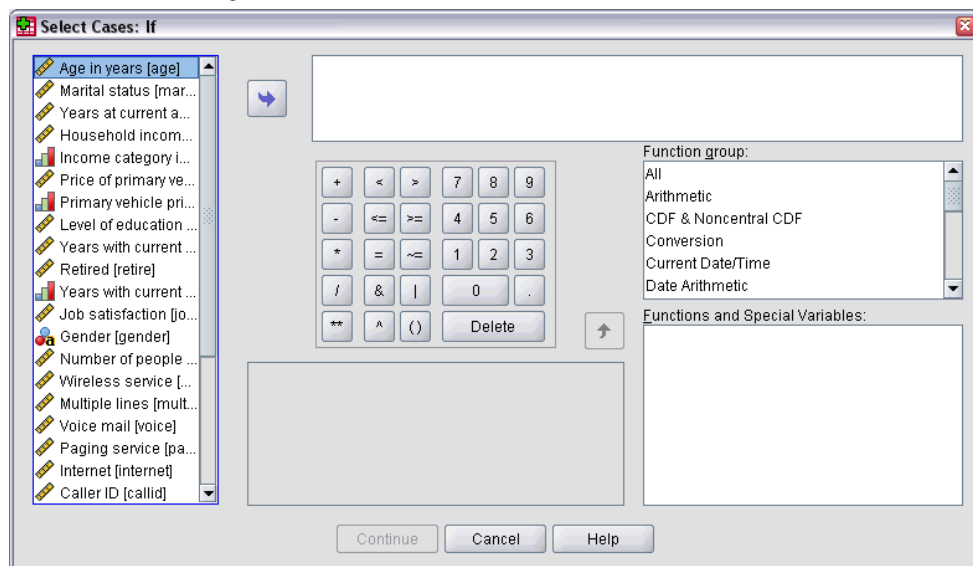 Select Cases: If
Age in years [age]
Marital status [mar...
Years at current a...
Household incom...
Income category i...
Price of primary ve...
Primary vehicle pri...
Level of education ...
Years with current ...
Retired [retire]
Years with current ...
Job satisfaction [jo...
Gender [gender]
Number of people ...
Wireless service [...
Multiple lines [mult...
Voice mail [voice]
Paging service [pa...
Internet [internet]
Caller ID [callid]
+ < > 7 8 9
- <= >= 4 5 6
* = ~= 1 2 3
/ & | 0 .
** ^ () Delete
Function group:
All
Arithmetic
CDF & Noncentral CDF
Conversion
Current Date/Time
Date Arithmetic
Functions and Special Variables:
Continue Cancel Help